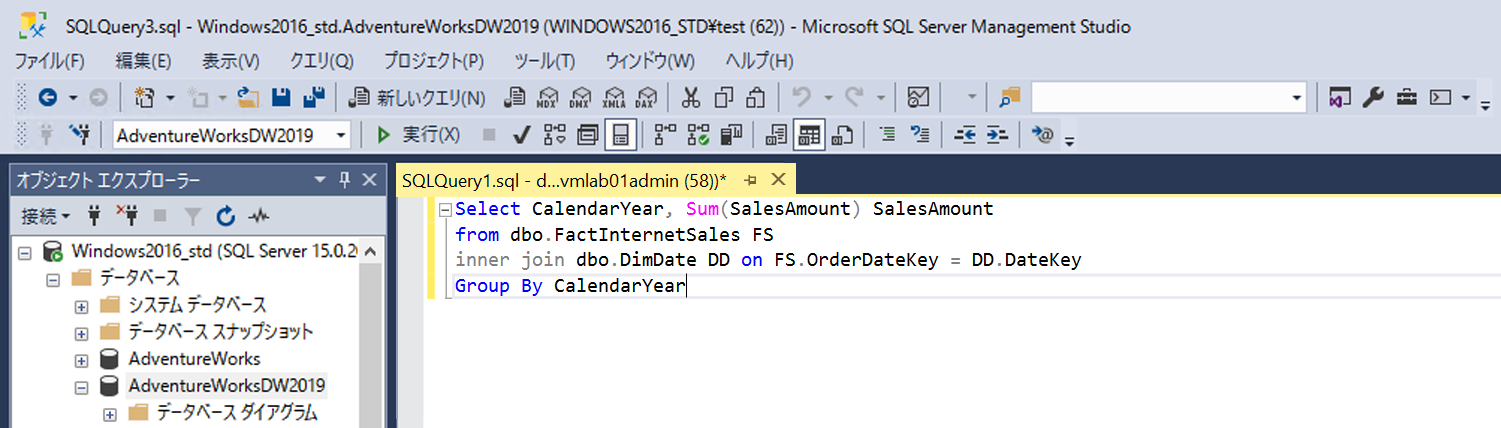 SQLQuery3.sql - Windows2016_std.AdventureWorksDW2019 (WINDOWS2016_STD¥test (62)) - Microsoft SQL Server Management Studio
ファイル(F) 編集(E) 表示(V) クエリ(Q) プロジェクト(P) ツール(T) ウィンドウ(W) ヘルプ(H)
新しいクエリ(N) MDX DMX XMLA DAX
AdventureWorksDW2019 実行(X)
オブジェクト エクスプローラー
SQLQuery1.sql - d...vmlab01admin (58))*
接続
Windows2016_std (SQL Server 15.0.20
データベース
システム データベース
データベース スナップショット
AdventureWorks
AdventureWorksDW2019
データベース ダイアグラム
Select CalendarYear, Sum(SalesAmount) SalesAmount
from dbo.FactInternetSales FS
inner join dbo.DimDate DD on FS.OrderDateKey = DD.DateKey
Group By CalendarYear